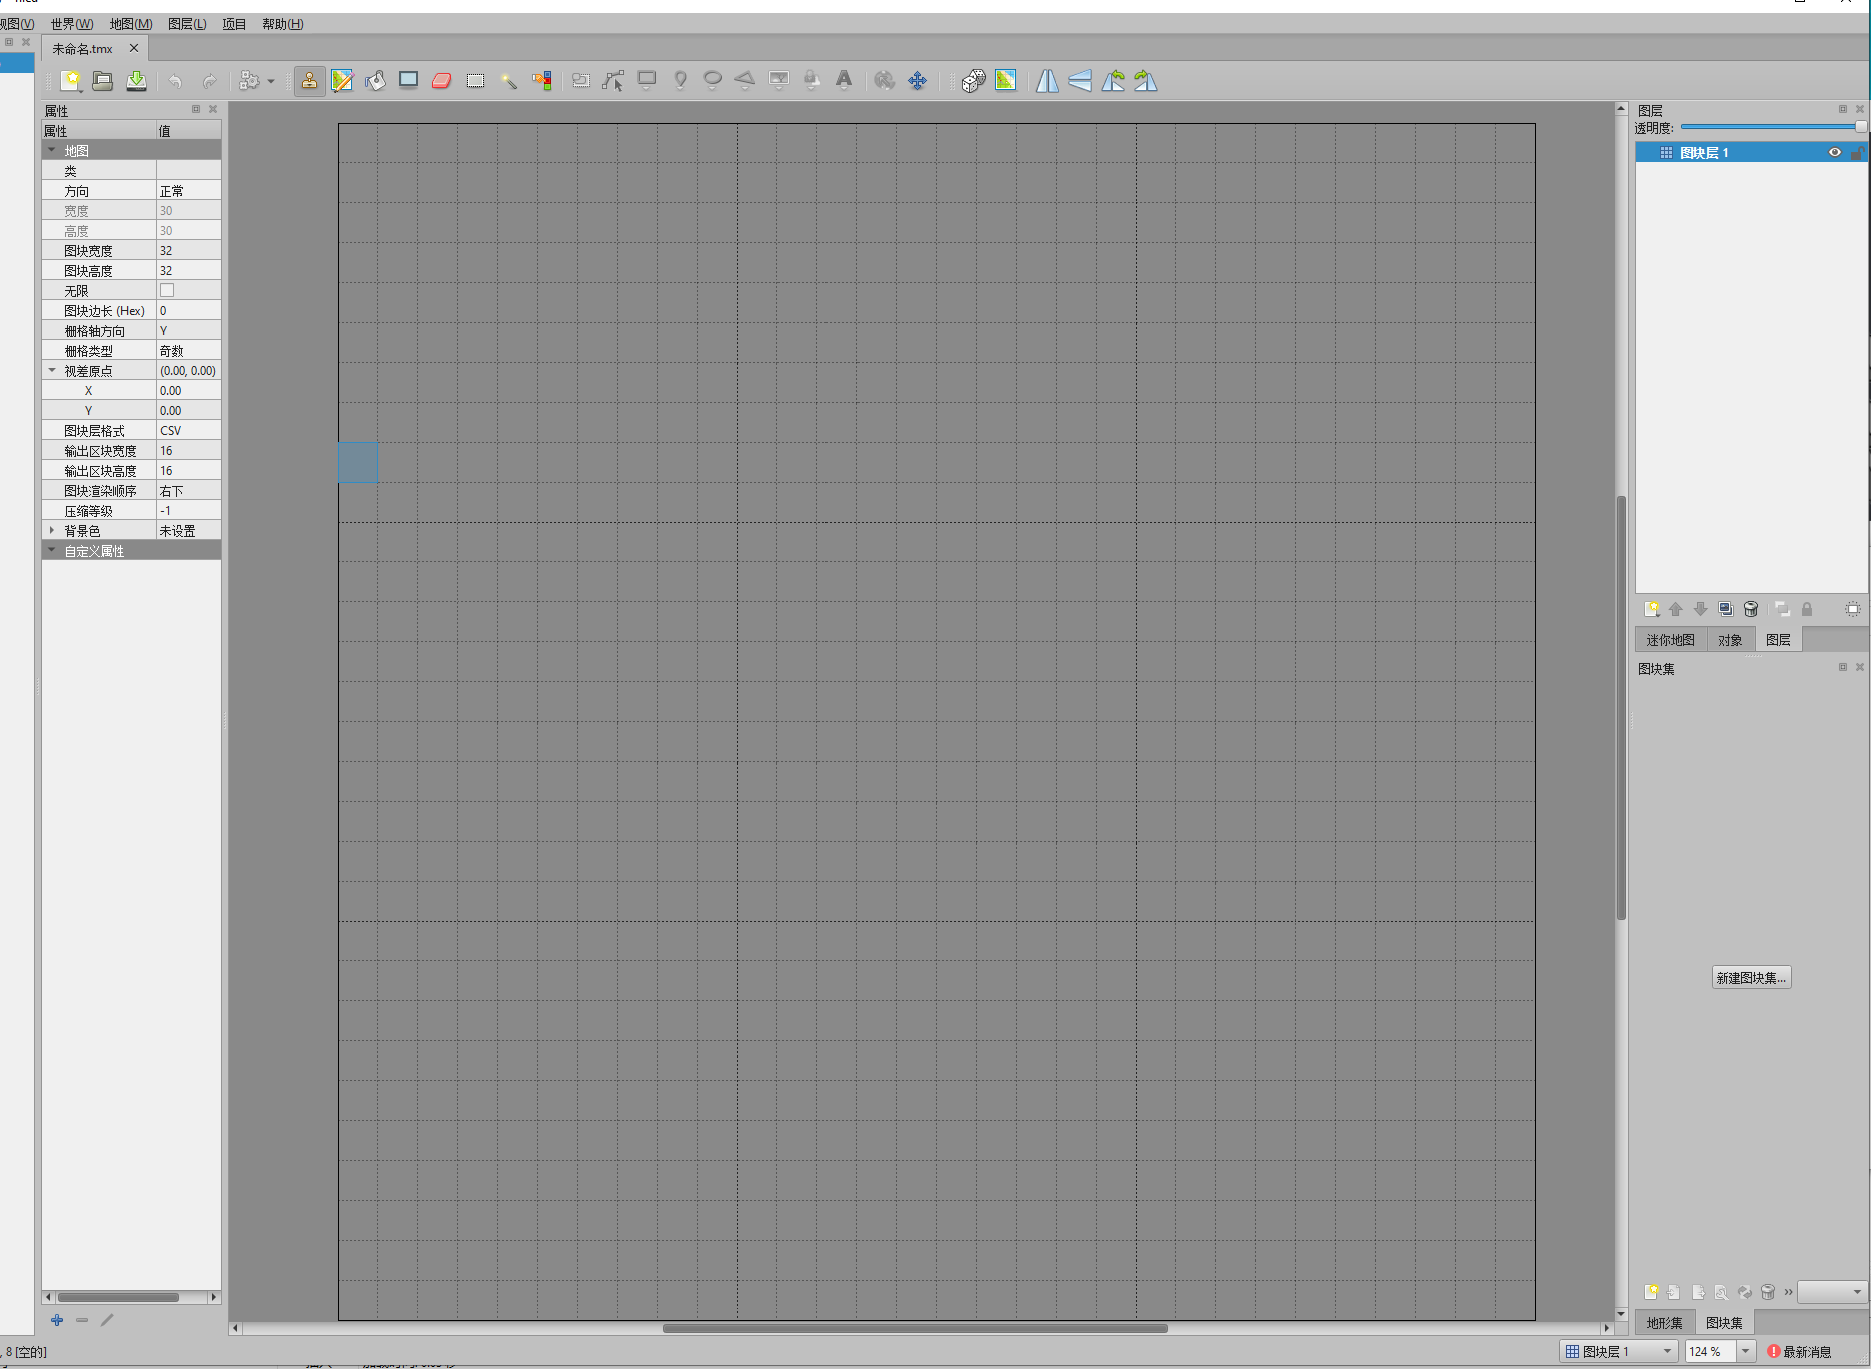 视图(V) 世界(W) 地图(M) 图层(L) 项目 帮助(H)
未命名.tmx
属性
属性 值
地图
类
方向 正常
宽度 30
高度 30
图块宽度 32
图块高度 32
无限
图块边长 (Hex) 0
栅格轴方向 Y
栅格类型 奇数
视差原点 (0.00, 0.00)
X 0.00
Y 0.00
图块层格式 CSV
输出区块宽度 16
输出区块高度 16
图块渲染顺序 右下
压缩等级 -1
背景色 未设置
自定义属性
图层
透明度:
图块层 1
迷你地图 对象 图层
图块集
新建图块集...
地形集 图块集
, 8 [空的]
图块层 1 124 % 最新消息